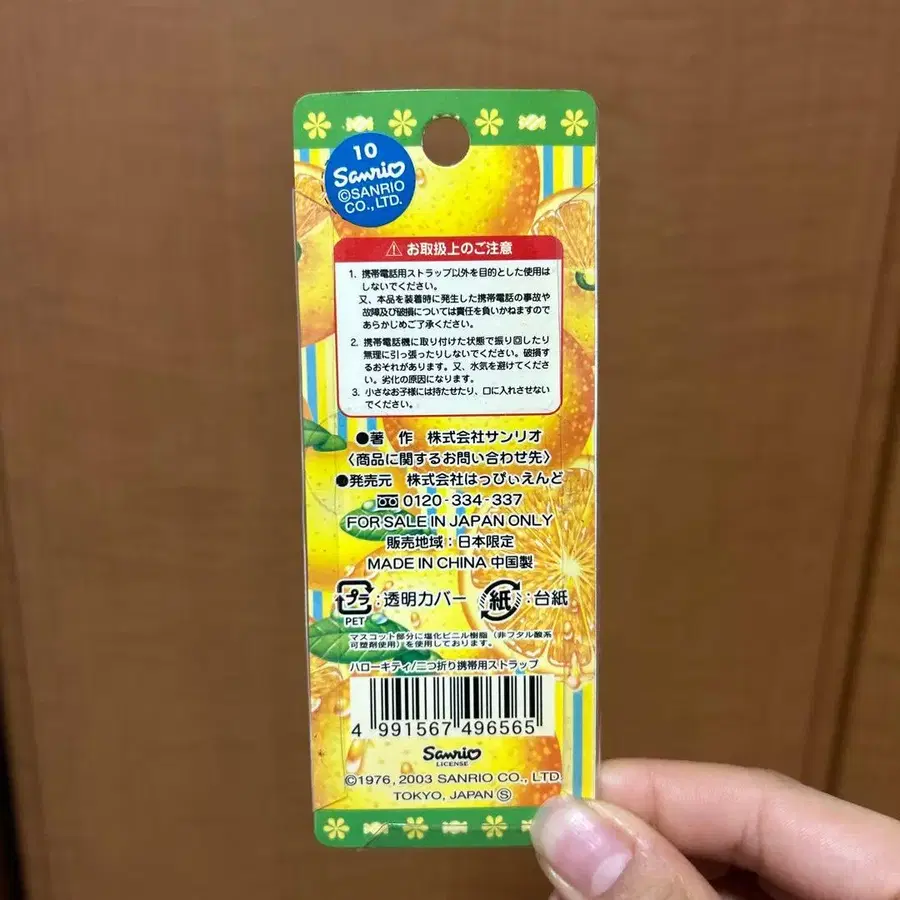 10
Sanrio
©SANRIO
CO.,LTD.
⚠ お取扱上のご注意
1. 携帯電話用ストラップ以外を目的とした使用は
しないでください。
又、本品を装着時に発生した携帯電話の事故や
故障及び破損については責任を負いかねますので
あらかじめご了承ください。
2. 携帯電話機に取り付けた状態で振り回したり
無理に引っ張ったりしないでください。破損す
るおそれがあります。又、水気を避けてくださ
い。劣化の原因になります。
3. 小さなお子様には持たせたり、口に入れさせない
でください。
●著 作 株式会社サンリオ
〈商品に関するお問い合わせ先〉
●発売元 株式会社はっぴぃえんど
0120-334-337
FOR SALE IN JAPAN ONLY
販売地域：日本限定
MADE IN CHINA 中国製
プラ:透明カバー 紙:台紙
PET
マスコット部分に塩化ビニル樹脂（非フタル酸系
可塑剤使用）を使用しております。
ハローキティ/二つ折り携帯用ストラップ
4 991567 496565
Sanrio
LICENSE
©1976, 2003 SANRIO CO., LTD.
TOKYO, JAPAN Ⓢ